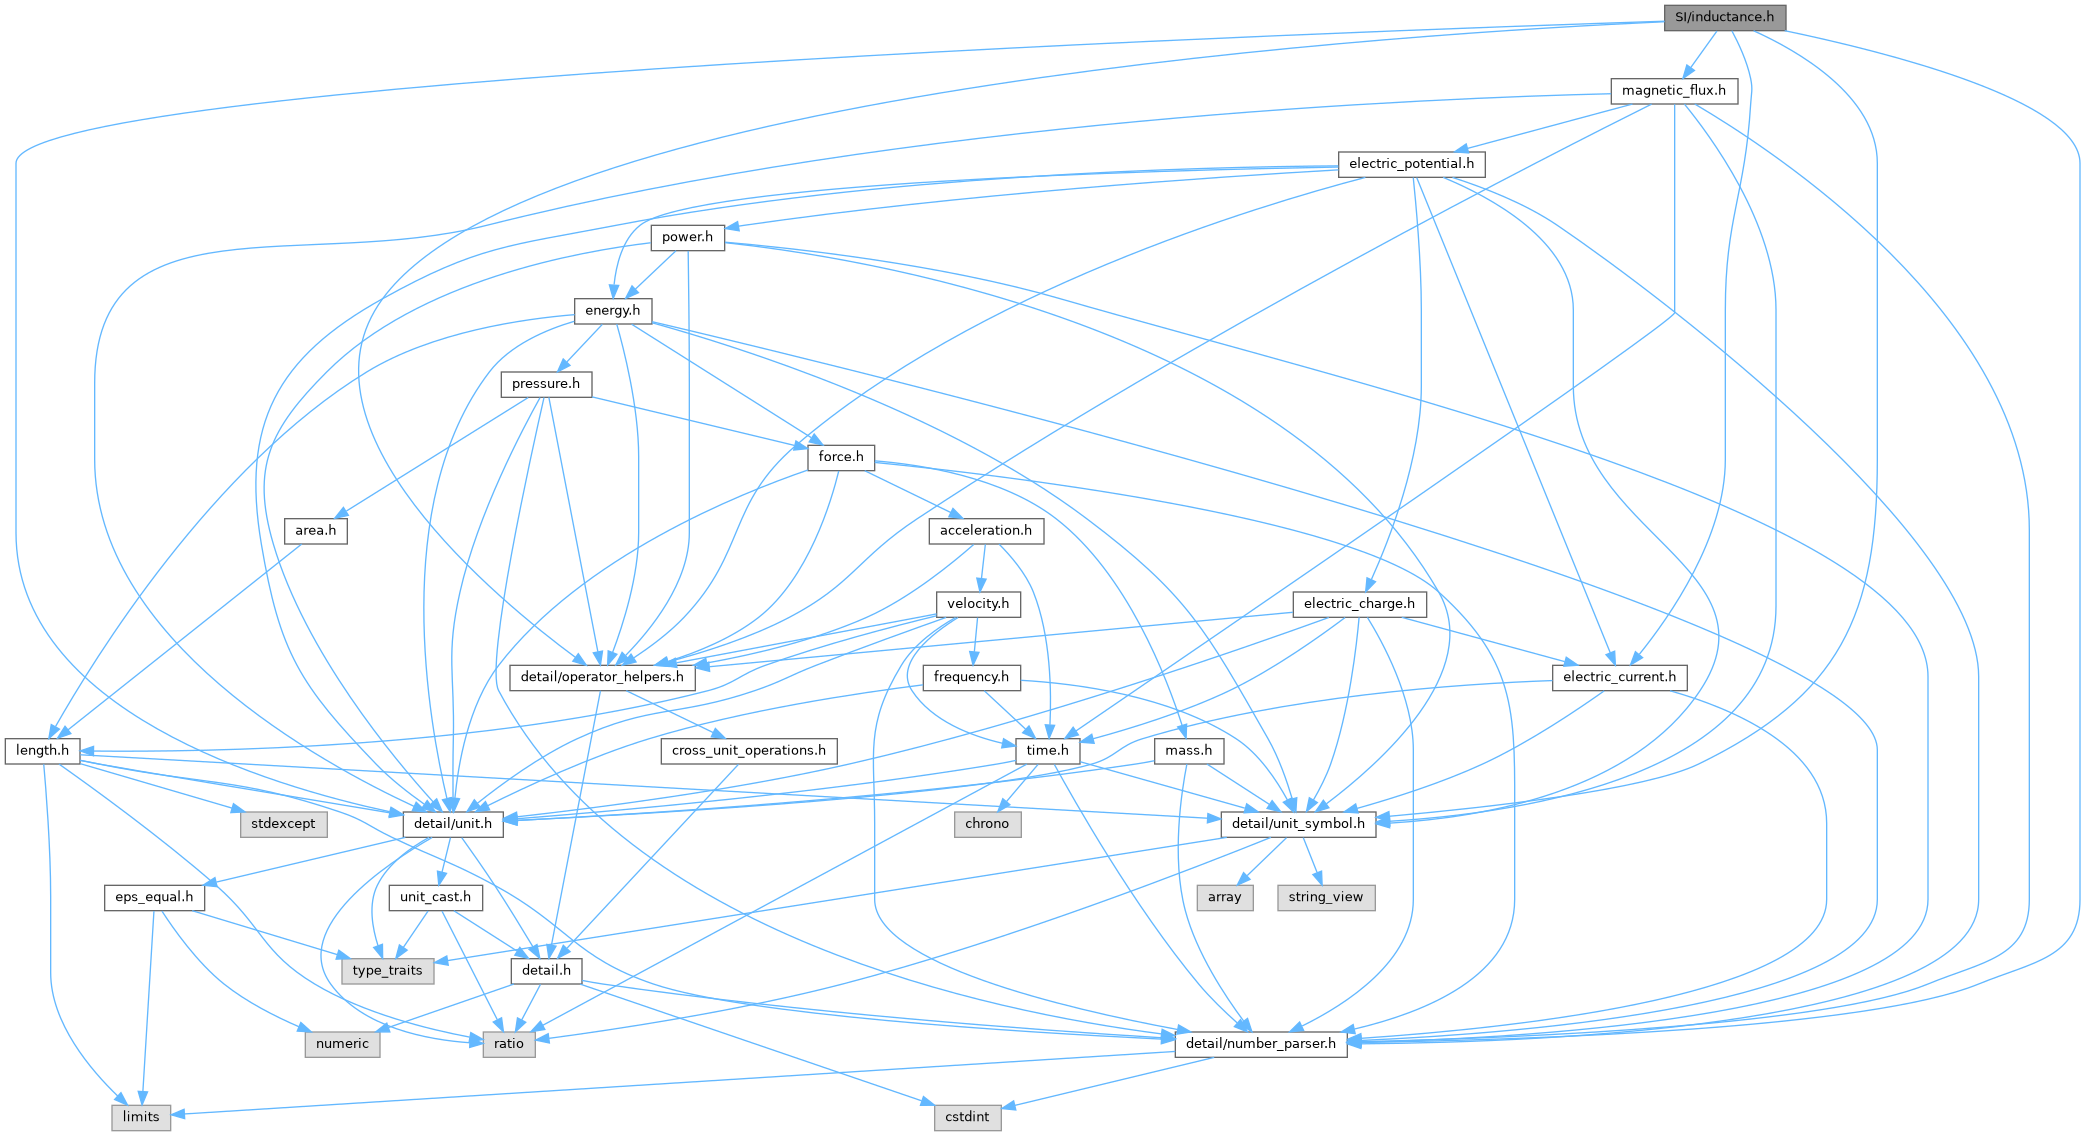 SI/inductance.h
magnetic_flux.h
electric_potential.h
power.h
energy.h
pressure.h
force.h
area.h
acceleration.h
velocity.h
electric_charge.h
detail/operator_helpers.h
frequency.h
electric_current.h
length.h
cross_unit_operations.h
time.h
mass.h
stdexcept
detail/unit.h
chrono
detail/unit_symbol.h
eps_equal.h
unit_cast.h
array
string_view
type_traits
detail.h
numeric
ratio
detail/number_parser.h
limits
cstdint